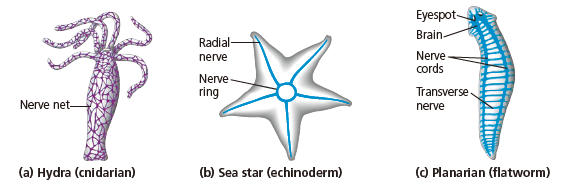 Nerve net
(a) Hydra (cnidarian)
Radial
nerve
Nerve
ring
(b) Sea star (echinoderm)
Eyespot
Brain
Nerve
cords
Transverse
nerve
(c) Planarian (flatworm)